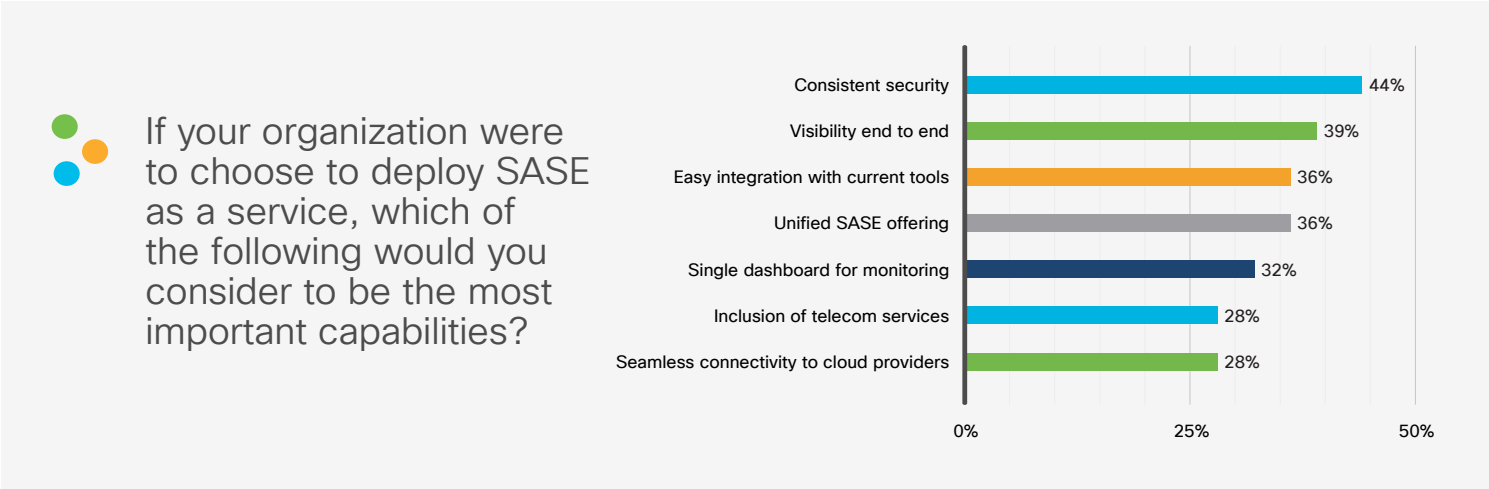 If your organization were
to choose to deploy SASE
as a service, which of
the following would you
consider to be the most
important capabilities?
Consistent security 44%
Visibility end to end 39%
Easy integration with current tools 36%
Unified SASE offering 36%
Single dashboard for monitoring 32%
Inclusion of telecom services 28%
Seamless connectivity to cloud providers 28%
0% 25% 50%